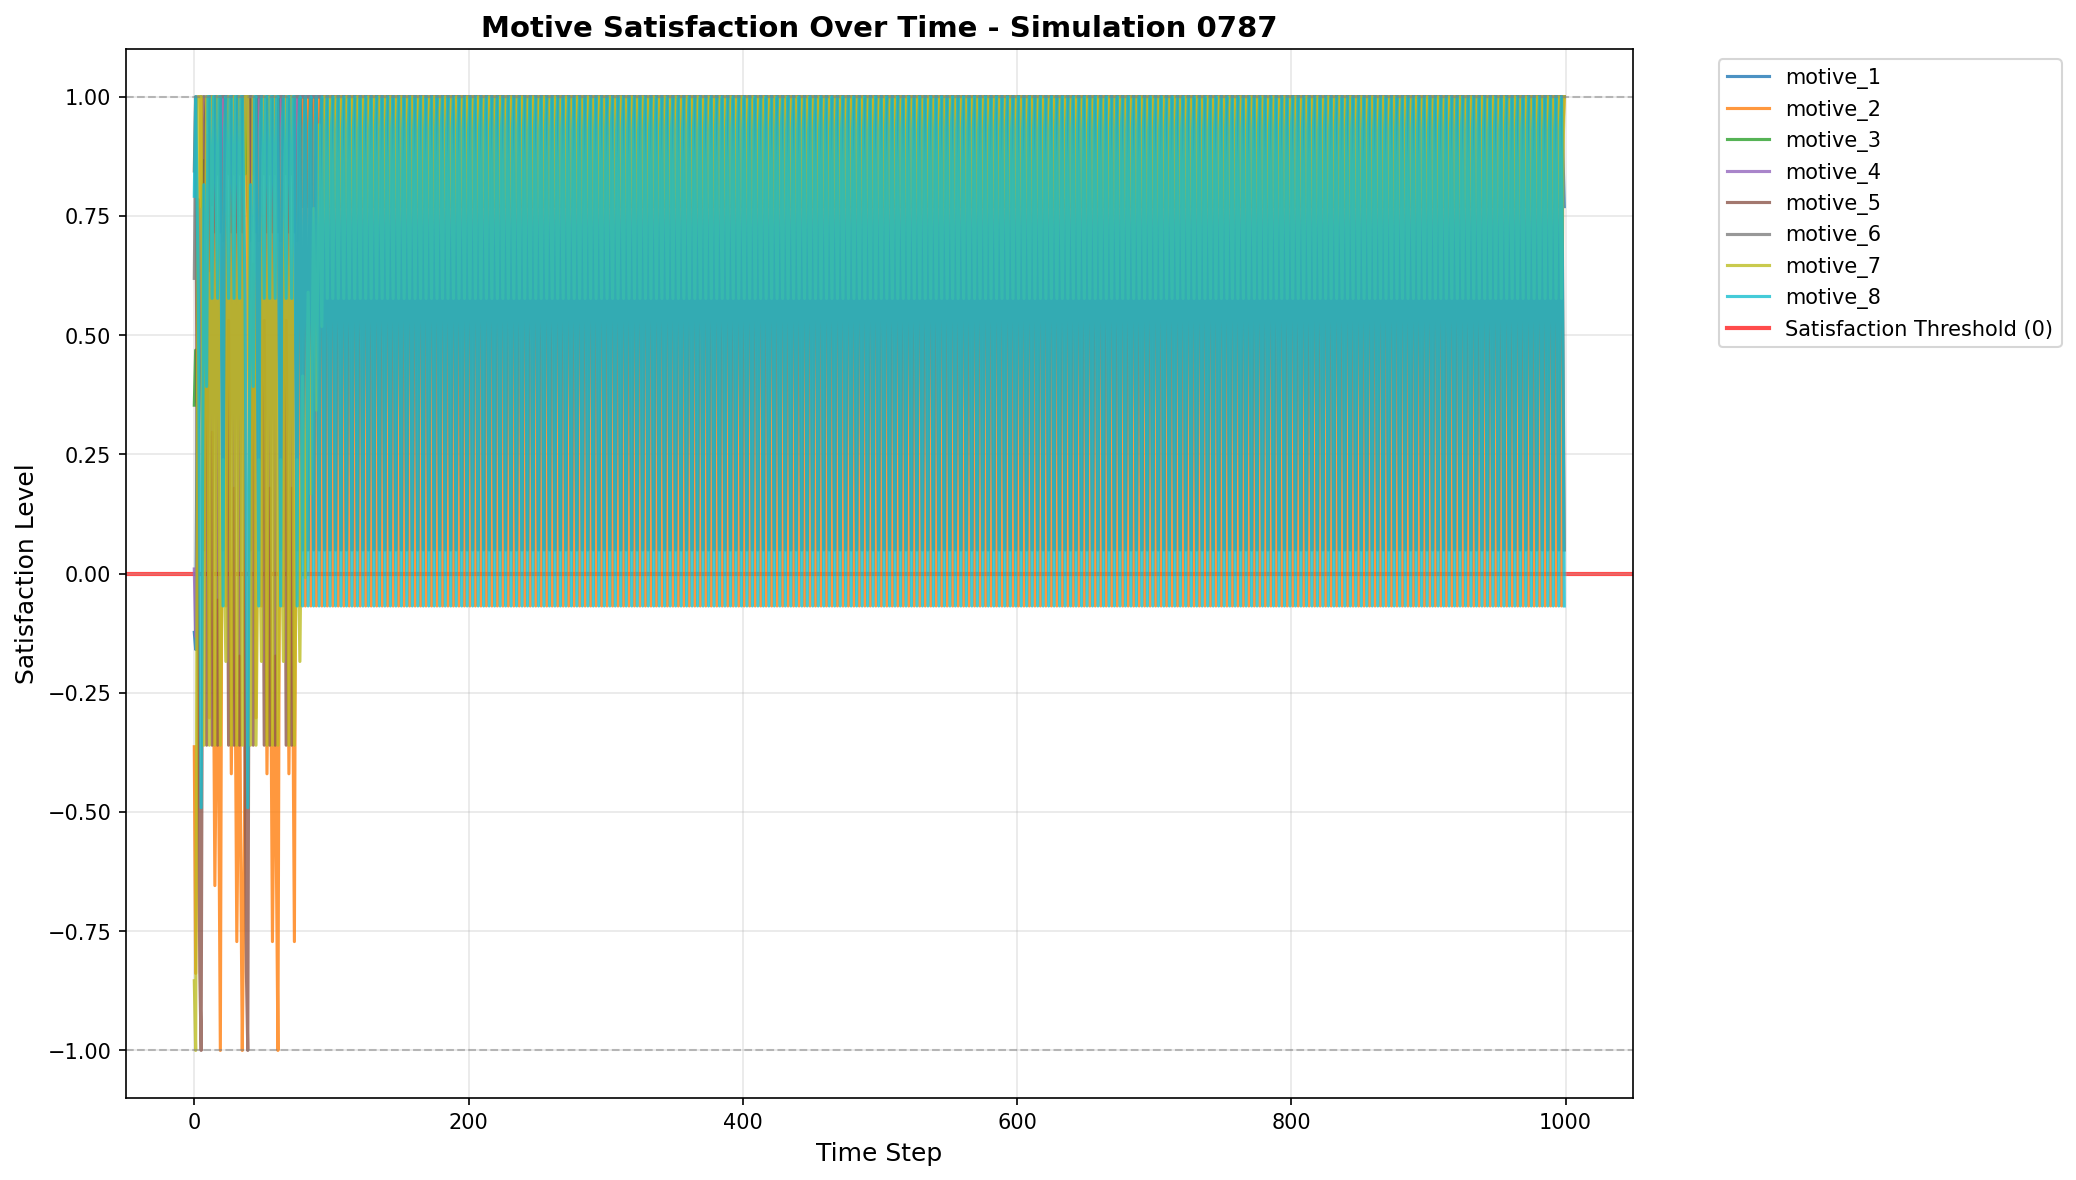 Motive Satisfaction Over Time - Simulation 0787
1.00
0.75
0.50
0.25
0.00
−0.25
−0.50
−0.75
−1.00
Satisfaction Level
0
200
400
600
800
1000
Time Step
motive_1
motive_2
motive_3
motive_4
motive_5
motive_6
motive_7
motive_8
Satisfaction Threshold (0)